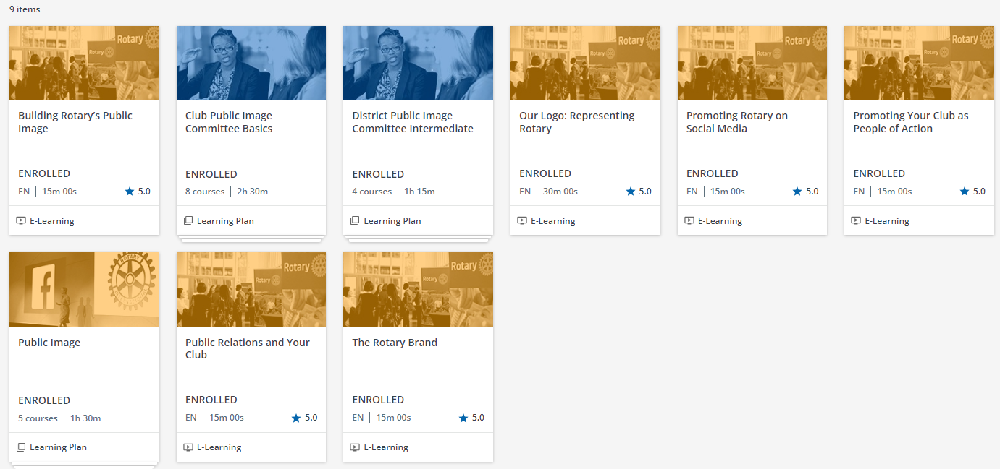 9 items
Rotary
Rotary
Building Rotary’s Public
Image
ENROLLED
EN | 15m 00s ★ 5.0
E-Learning
Club Public Image
Committee Basics
ENROLLED
8 courses | 2h 30m
Learning Plan
District Public Image
Committee Intermediate
ENROLLED
4 courses | 1h 15m
Learning Plan
Rotary
Rotary
Our Logo: Representing
Rotary
ENROLLED
EN | 30m 00s ★ 5.0
E-Learning
Rotary
Rotary
Promoting Rotary on
Social Media
ENROLLED
EN | 15m 00s ★ 5.0
E-Learning
Rotary
Rotary
Promoting Your Club as
People of Action
ENROLLED
EN | 15m 00s ★ 5.0
E-Learning
f
ROTARY
Public Image
ENROLLED
5 courses | 1h 30m
Learning Plan
Rotary
Rotary
Public Relations and Your
Club
ENROLLED
EN | 15m 00s ★ 5.0
E-Learning
Rotary
Rotary
The Rotary Brand
ENROLLED
EN | 15m 00s ★ 5.0
E-Learning